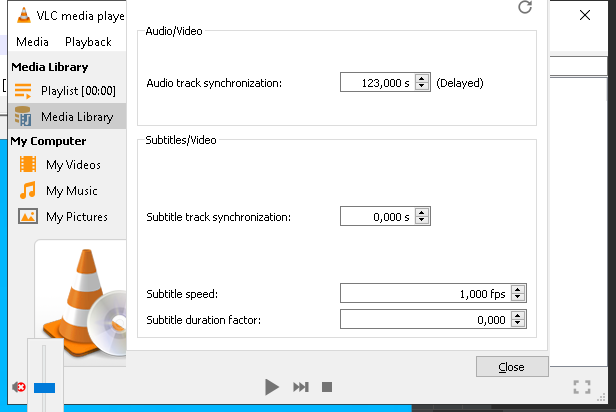 VLC media playe
Media Playback
Media Library
Playlist [00:00]
Media Library
My Computer
My Videos
My Music
My Pictures
Audio/Video
Audio track synchronization: 123,000 s (Delayed)
Subtitles/Video
Subtitle track synchronization: 0,000 s
Subtitle speed: 1,000 fps
Subtitle duration factor: 0,000
Close